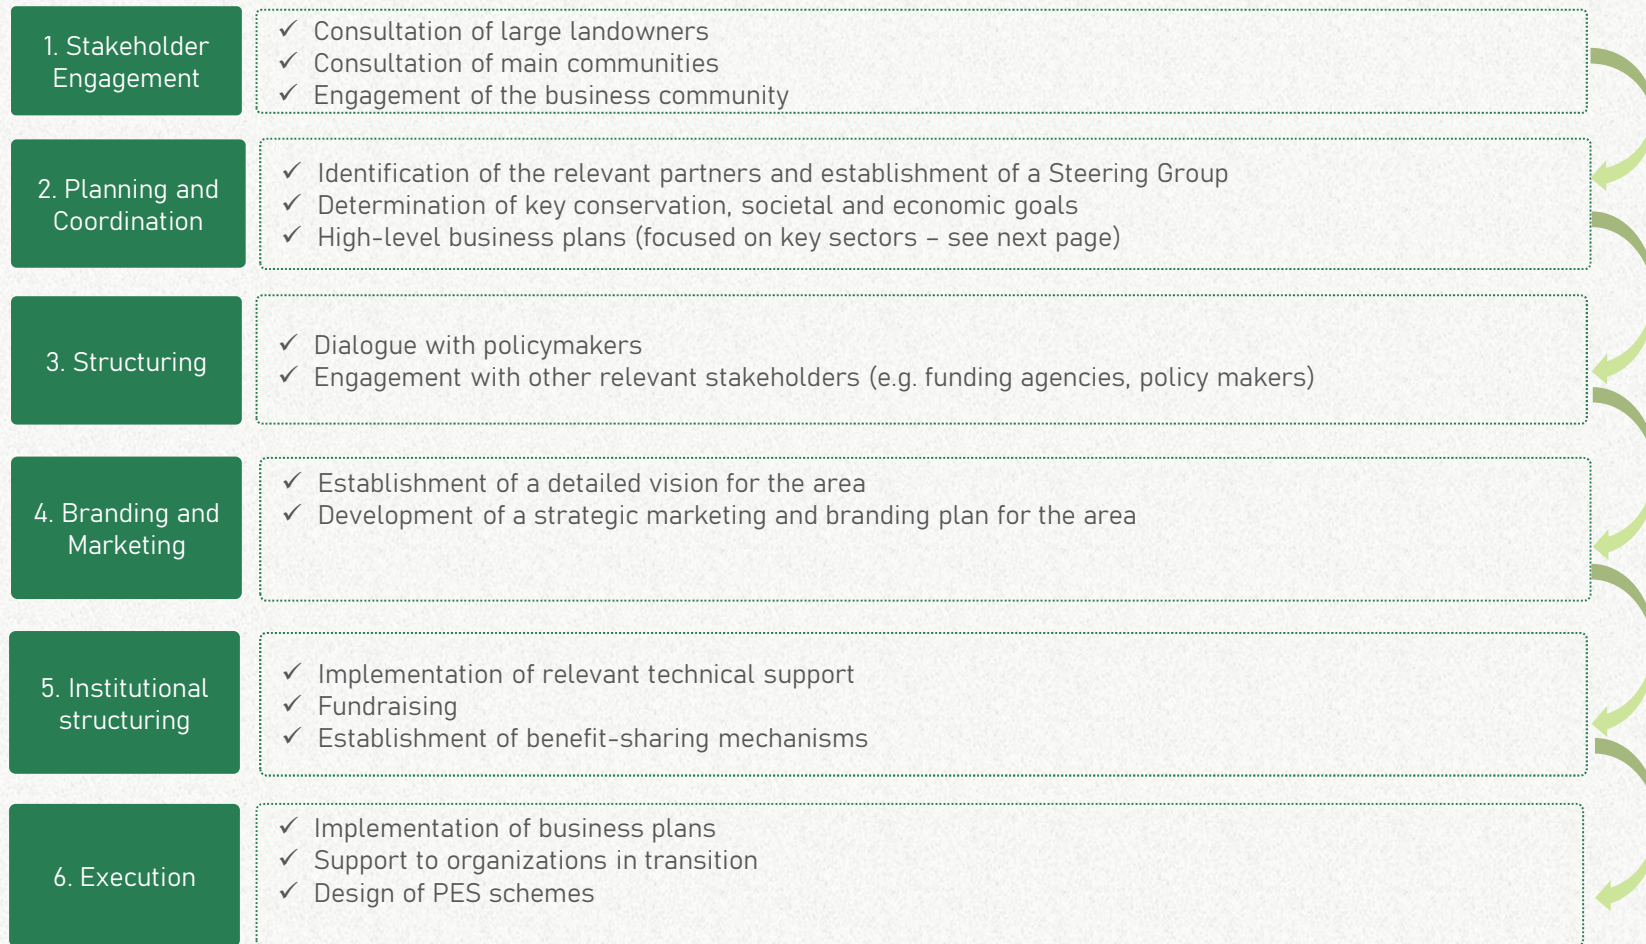 1. Stakeholder
Engagement
✓ Consultation of large landowners
✓ Consultation of main communities
✓ Engagement of the business community
2. Planning and
Coordination
✓ Identification of the relevant partners and establishment of a Steering Group
✓ Determination of key conservation, societal and economic goals
✓ High-level business plans (focused on key sectors – see next page)
3. Structuring
✓ Dialogue with policymakers
✓ Engagement with other relevant stakeholders (e.g. funding agencies, policy makers)
4. Branding and
Marketing
✓ Establishment of a detailed vision for the area
✓ Development of a strategic marketing and branding plan for the area
5. Institutional
structuring
✓ Implementation of relevant technical support
✓ Fundraising
✓ Establishment of benefit-sharing mechanisms
6. Execution
✓ Implementation of business plans
✓ Support to organizations in transition
✓ Design of PES schemes